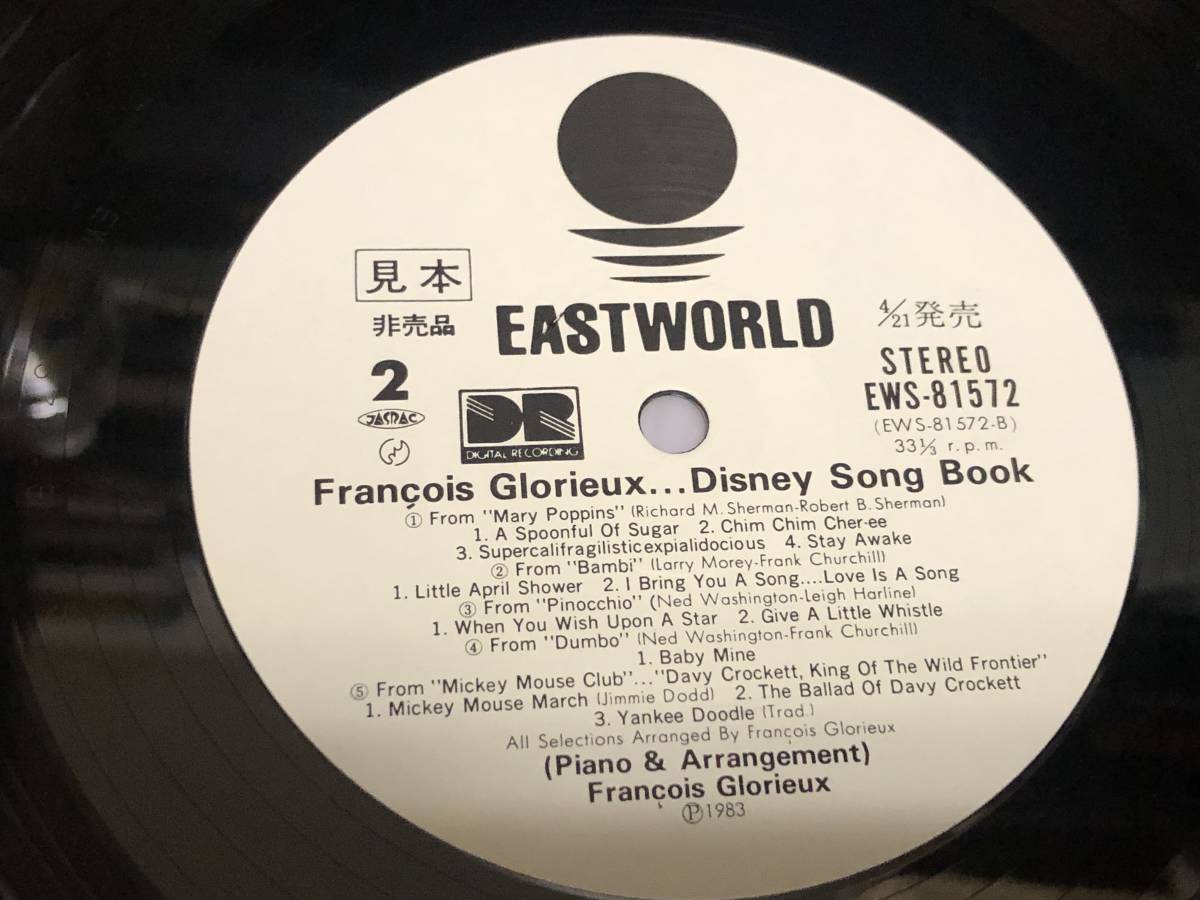 見本
非売品
EASTWORLD
4/21発売
2
JASRAC
DR
DIGITAL RECORDING
STEREO
EWS-81572
(EWS-81572-B)
33⅓ r.p.m.
François Glorieux...Disney Song Book
① From "Mary Poppins" (Richard M. Sherman-Robert B. Sherman)
1. A Spoonful Of Sugar 2. Chim Chim Cher-ee
3. Supercalifragilisticexpialidocious 4. Stay Awake
② From "Bambi" (Larry Morey-Frank Churchill)
1. Little April Shower 2. I Bring You A Song....Love Is A Song
③ From "Pinocchio" (Ned Washington-Leigh Harline)
1. When You Wish Upon A Star 2. Give A Little Whistle
④ From "Dumbo" (Ned Washington-Frank Churchill)
1. Baby Mine
⑤ From "Mickey Mouse Club"..."Davy Crockett, King Of The Wild Frontier"
1. Mickey Mouse March (Jimmie Dodd) 2. The Ballad Of Davy Crockett
3. Yankee Doodle (Trad.)
All Selections Arranged By François Glorieux
(Piano & Arrangement)
François Glorieux
Ⓟ1983